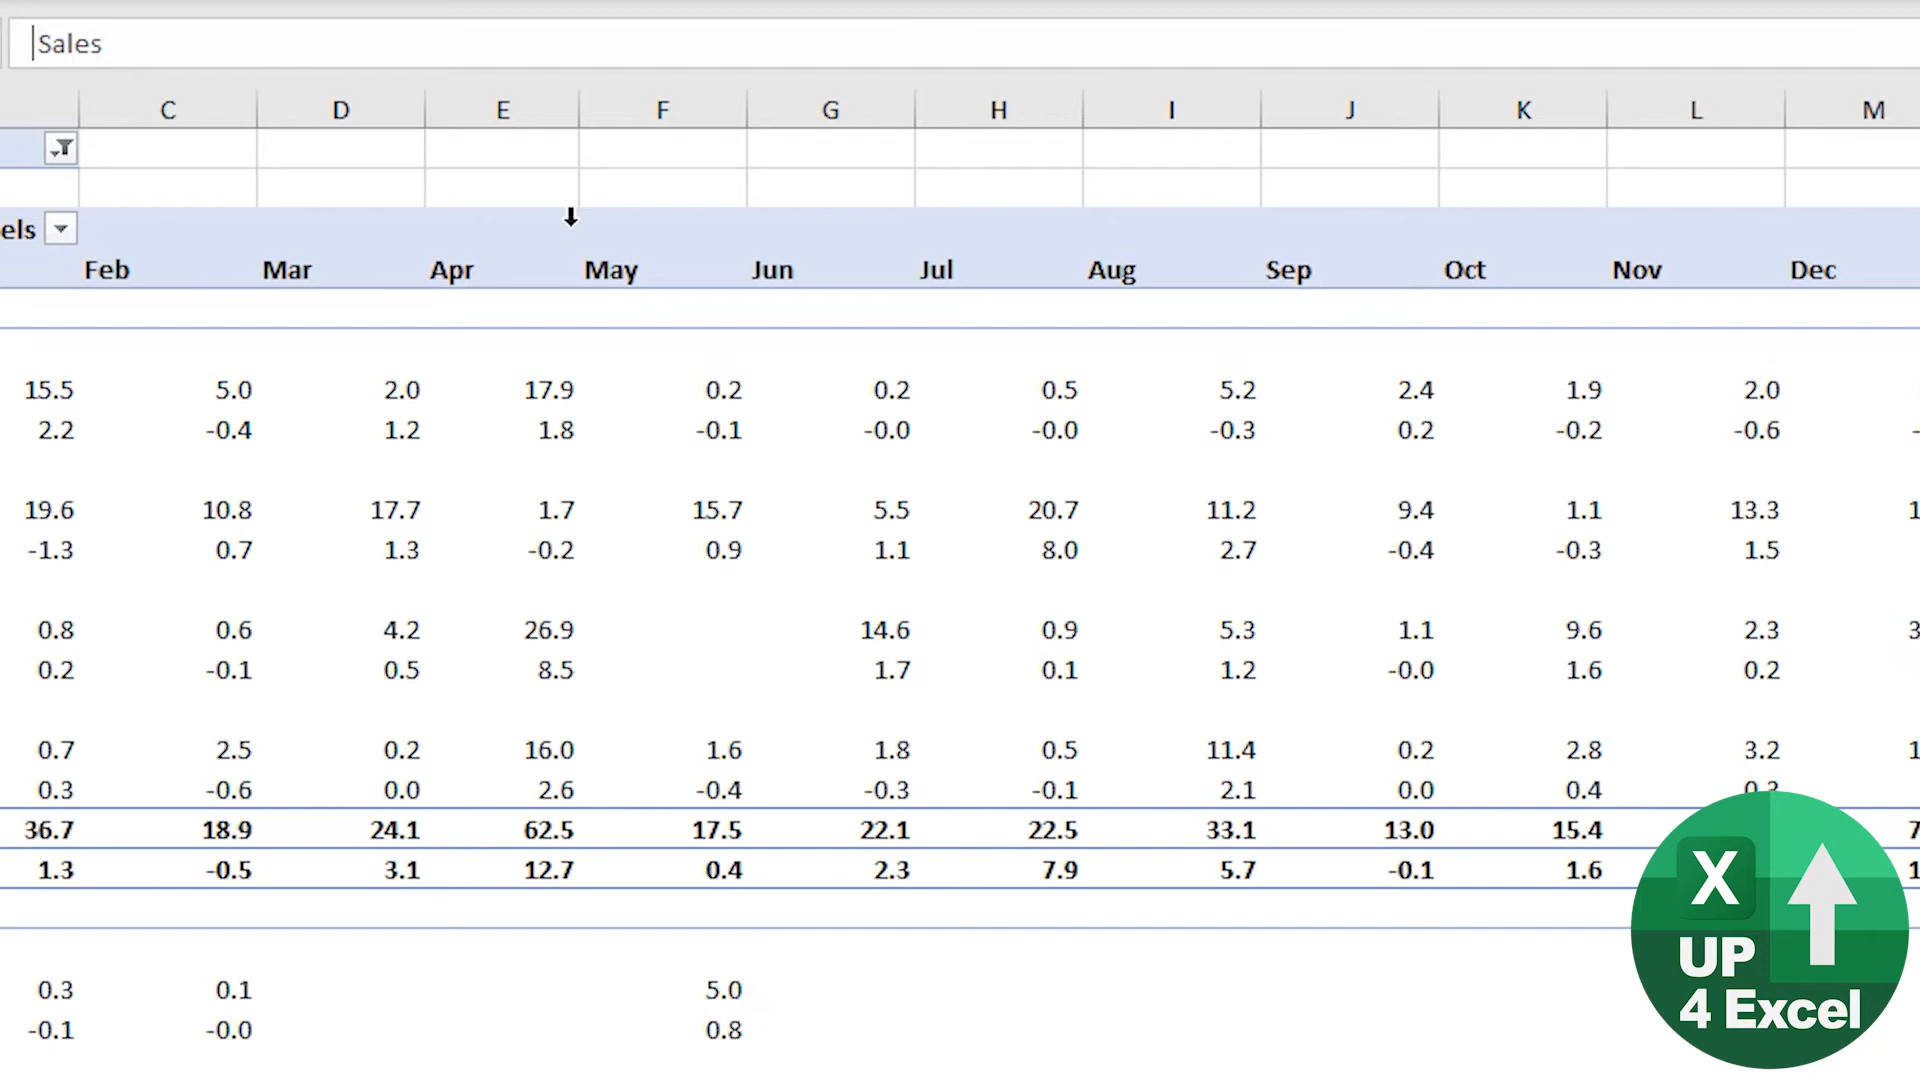 Sales
C D E F G H I J K L M
els
Feb Mar Apr May Jun Jul Aug Sep Oct Nov Dec
15.5 5.0 2.0 17.9 0.2 0.2 0.5 5.2 2.4 1.9 2.0
2.2 -0.4 1.2 1.8 -0.1 -0.0 -0.0 -0.3 0.2 -0.2 -0.6 -
19.6 10.8 17.7 1.7 15.7 5.5 20.7 11.2 9.4 1.1 13.3 1
-1.3 0.7 1.3 -0.2 0.9 1.1 8.0 2.7 -0.4 -0.3 1.5
0.8 0.6 4.2 26.9 14.6 0.9 5.3 1.1 9.6 2.3 3
0.2 -0.1 0.5 8.5 1.7 0.1 1.2 -0.0 1.6 0.2
0.7 2.5 0.2 16.0 1.6 1.8 0.5 11.4 0.2 2.8 3.2 1
0.3 -0.6 0.0 2.6 -0.4 -0.3 -0.1 2.1 0.0 0.4
36.7 18.9 24.1 62.5 17.5 22.1 22.5 33.1 13.0 15.4 7
1.3 -0.5 3.1 12.7 0.4 2.3 7.9 5.7 -0.1 1.6 1
0.3 0.1 5.0
-0.1 -0.0 0.8
X
UP
4 Excel